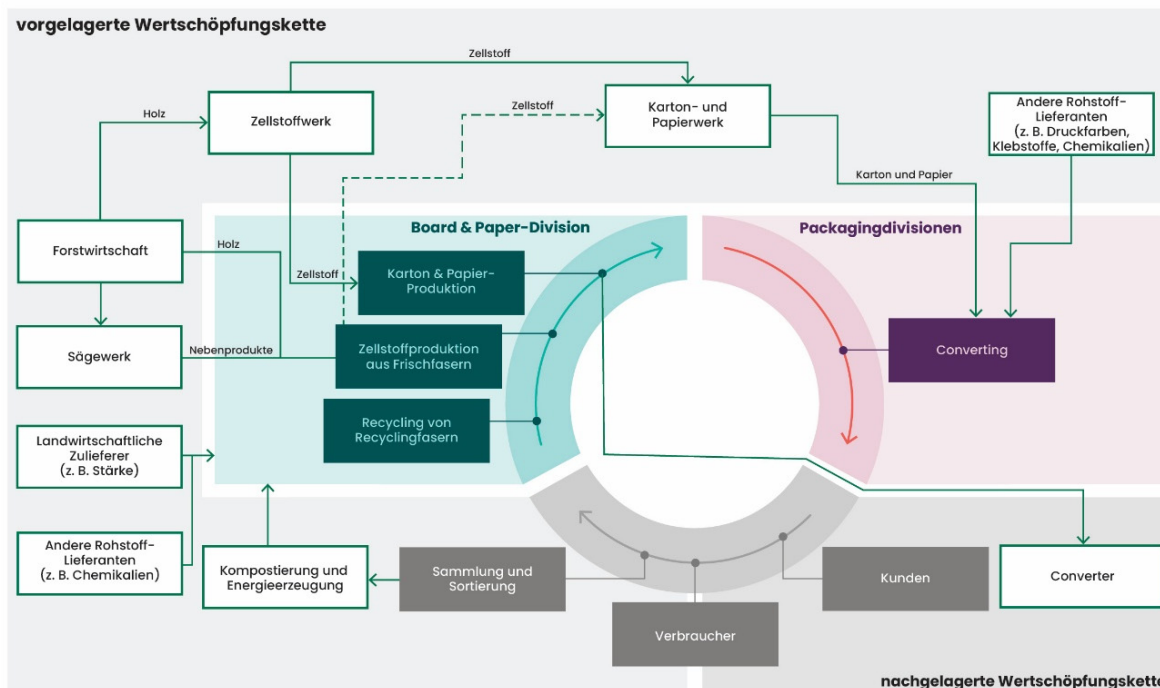 vorgelagerte Wertschöpfungskette
Zellstoff
Holz
Zellstoffwerk
Zellstoff
Karton- und
Papierwerk
Andere Rohstoff-
Lieferanten
(z. B. Druckfarben,
Klebstoffe, Chemikalien)
Karton und Papier
Forstwirtschaft
Holz
Board & Paper-Division
Packagingdivisionen
Zellstoff
Karton & Papier-
Produktion
Sägewerk
Nebenprodukte
Zellstoffproduktion
aus Frischfasern
Converting
Recycling von
Recyclingfasern
Landwirtschaftliche
Zulieferer
(z. B. Stärke)
Andere Rohstoff-
Lieferanten
(z. B. Chemikalien)
Kompostierung und
Energieerzeugung
Sammlung und
Sortierung
Verbraucher
Kunden
Converter
nachgelagerte Wertschöpfungskette